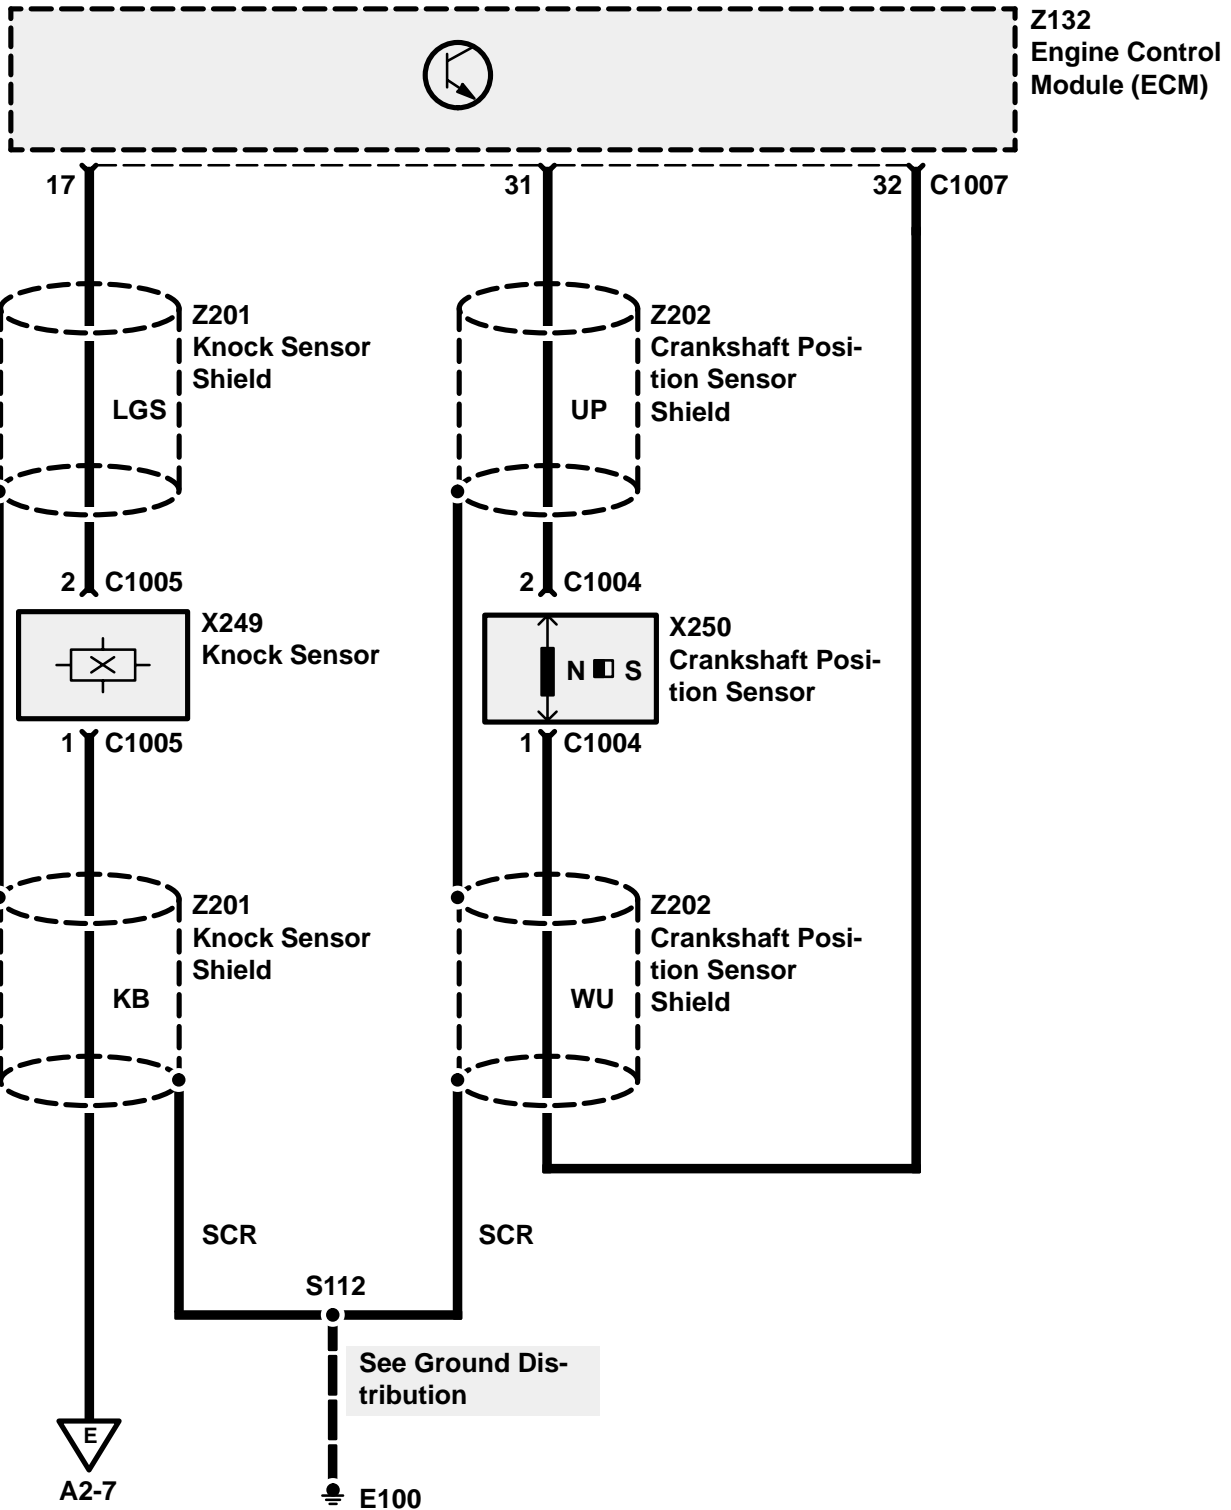 Z132
Engine Control
Module (ECM)
17
31
32
C1007
Z201
Knock Sensor
Shield
LGS
Z202
Crankshaft Posi-
tion Sensor
Shield
UP
2
C1005
2
C1004
X249
Knock Sensor
X250
Crankshaft Posi-
tion Sensor
N
S
1
C1005
1
C1004
Z201
Knock Sensor
Shield
KB
Z202
Crankshaft Posi-
tion Sensor
Shield
WU
SCR
SCR
S112
See Ground Dis-
tribution
E
A2-7
E100